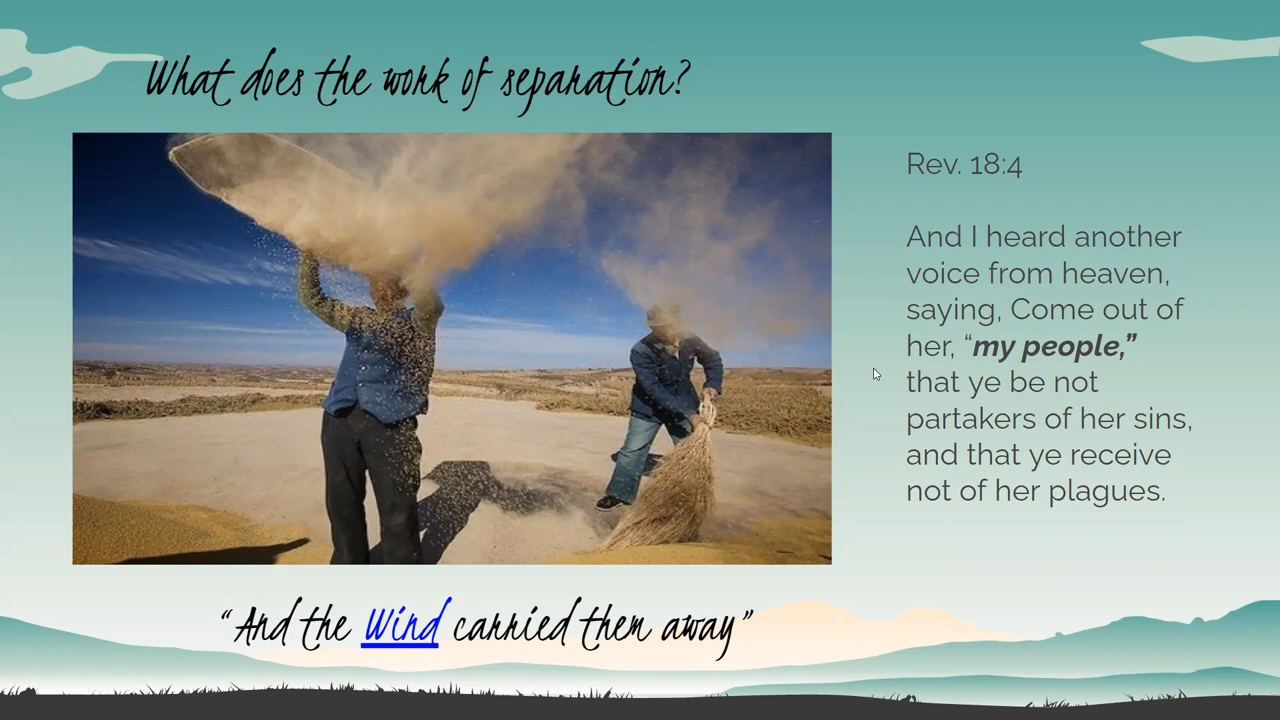 What does the work of separation?
Rev. 18:4
And I heard another
voice from heaven,
saying, Come out of
her, “my people,”
that ye be not
partakers of her sins,
and that ye receive
not of her plagues.
“And the Wind carried them away”